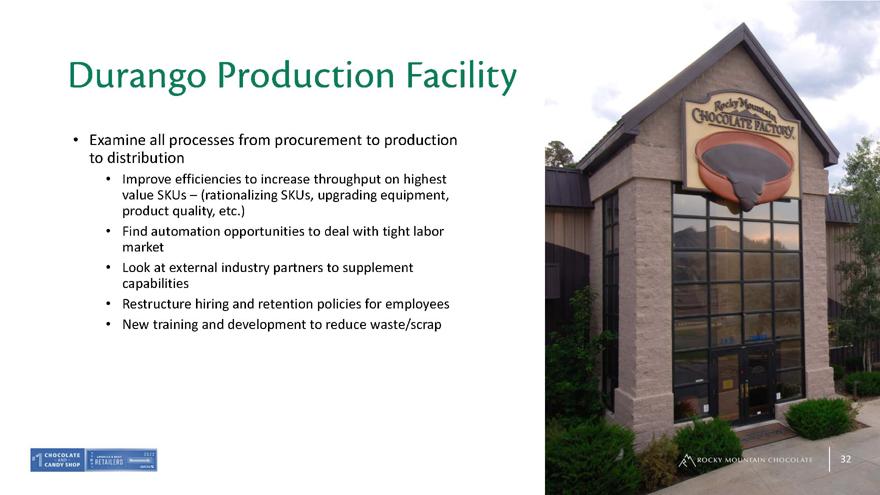 Durango Production Facility
• Examine all processes from procurement to production
to distribution
• Improve efficiencies to increase throughput on highest
value SKUs – (rationalizing SKUs, upgrading equipment,
product quality, etc.)
• Find automation opportunities to deal with tight labor
market
• Look at external industry partners to supplement
capabilities
• Restructure hiring and retention policies for employees
• New training and development to reduce waste/scrap
Rocky Mountain
CHOCOLATE FACTORY
#1 CHOCOLATE
AND
CANDY SHOP
AMERICA'S BEST
RETAILERS
2022
ROCKY MOUNTAIN CHOCOLATE
32